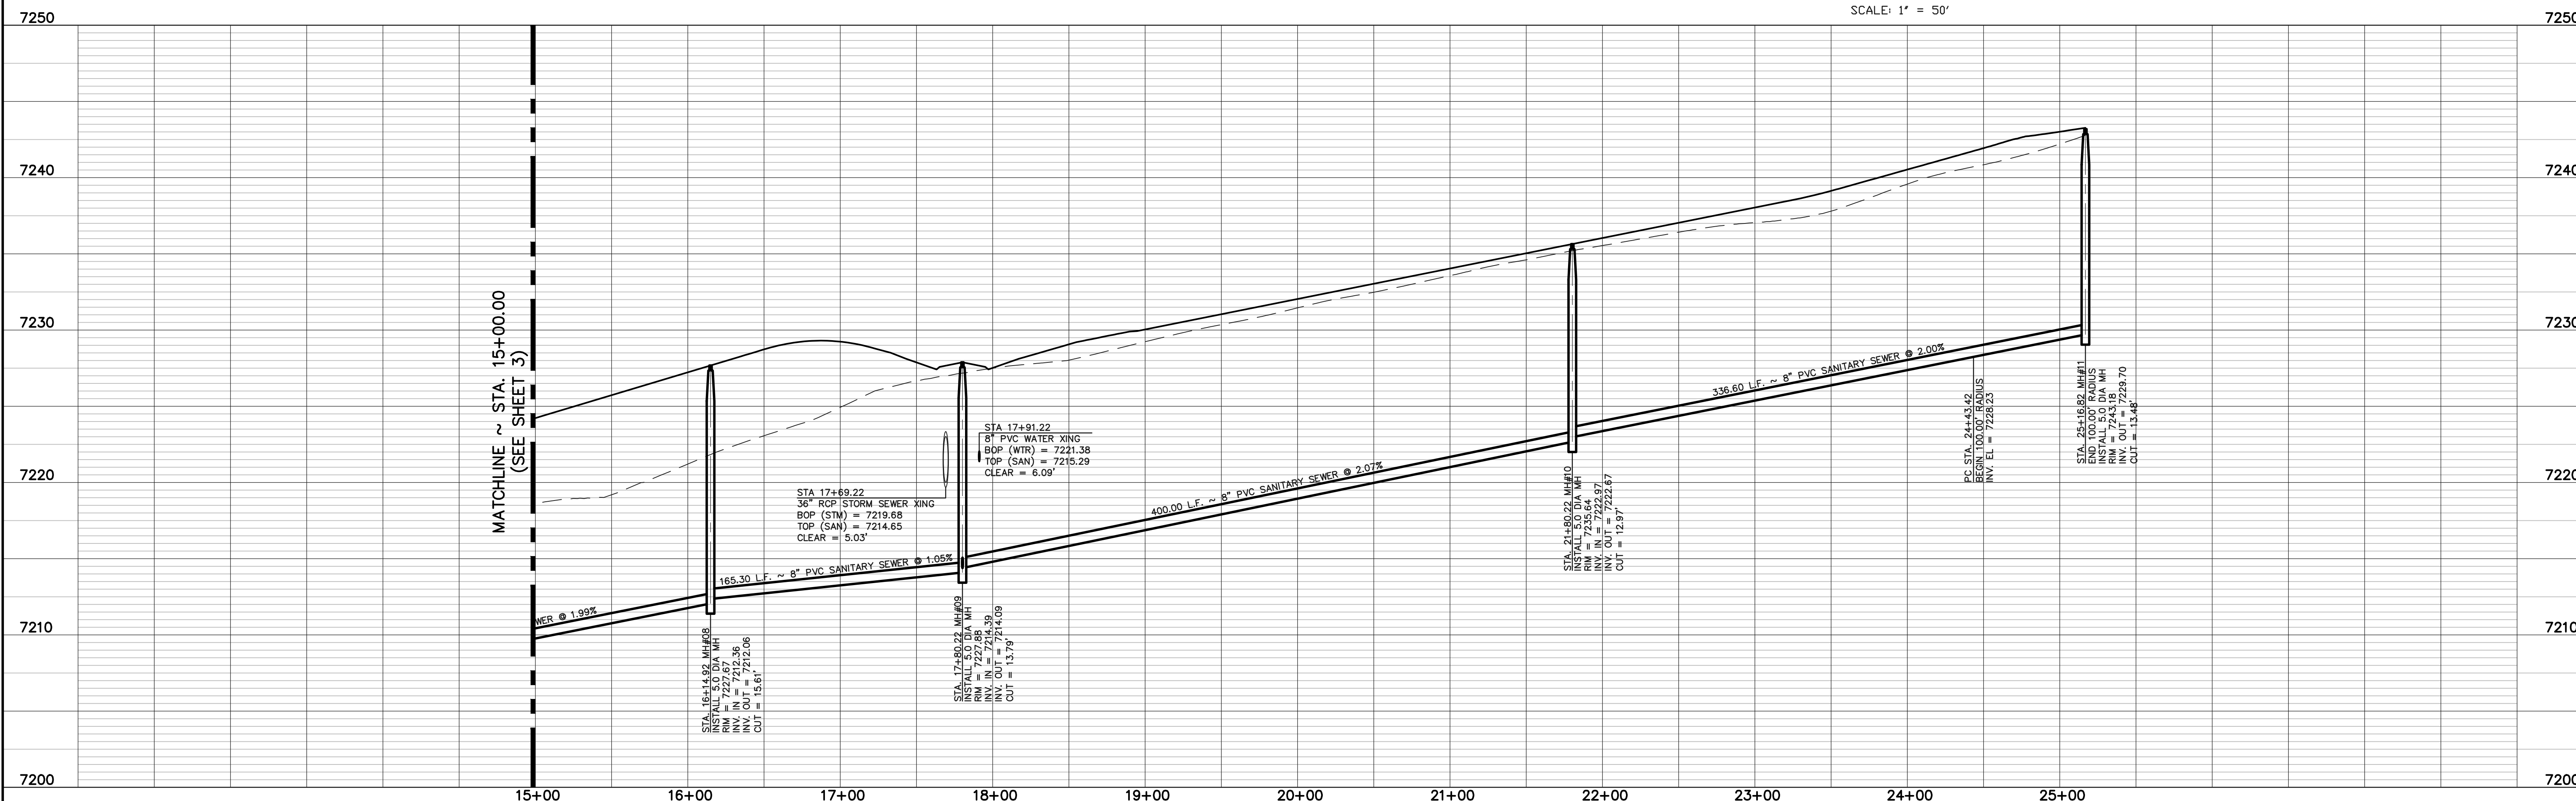 SCALE: 1" = 50'
7250
7250
7240
7240
7230
7230
7220
7220
7210
7210
7200
7200
MATCHLINE ~ STA. 15+00.00
(SEE SHEET 3)
WER @ 1.99%
STA. 16+14.92 MH#08
INSTALL 5.0 DIA MH
RIM = 7227.67
INV. IN = 7212.36
INV. OUT = 7212.06
CUT = 15.61'
165.30 L.F. ~ 8" PVC SANITARY SEWER @ 1.05%
STA 17+69.22
36" RCP STORM SEWER XING
BOP (STM) = 7219.68
TOP (SAN) = 7214.65
CLEAR = 5.03'
STA 17+91.22
8" PVC WATER XING
BOP (WTR) = 7221.38
TOP (SAN) = 7215.29
CLEAR = 6.09'
STA. 17+80.22 MH#09
INSTALL 5.0 DIA MH
RIM = 7227.88
INV. IN = 7214.39
INV. OUT = 7214.09
CUT = 13.79'
400.00 L.F. ~ 8" PVC SANITARY SEWER @ 2.07%
STA. 21+80.22 MH#10
INSTALL 5.0 DIA MH
RIM = 7235.64
INV. IN = 7222.97
INV. OUT = 7222.67
CUT = 12.97'
336.60 L.F. ~ 8" PVC SANITARY SEWER @ 2.00%
PC STA. 24+43.42
BEGIN 100.00' RADIUS
INV. EL = 7228.23
STA. 25+16.82 MH#11
END 100.00' RADIUS
INSTALL 5.0 DIA MH
RIM = 7243.18
INV. OUT = 7229.70
CUT = 13.48'
15+00
16+00
17+00
18+00
19+00
20+00
21+00
22+00
23+00
24+00
25+00